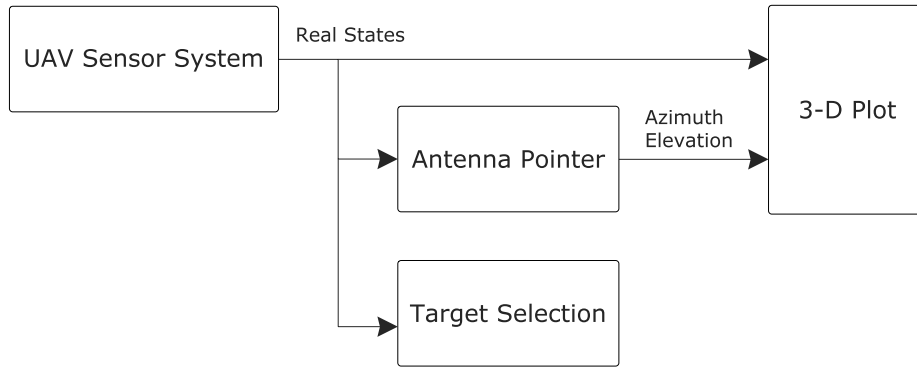 UAV Sensor System
Real States
3-D Plot
Antenna Pointer
Azimuth
Elevation
Target Selection